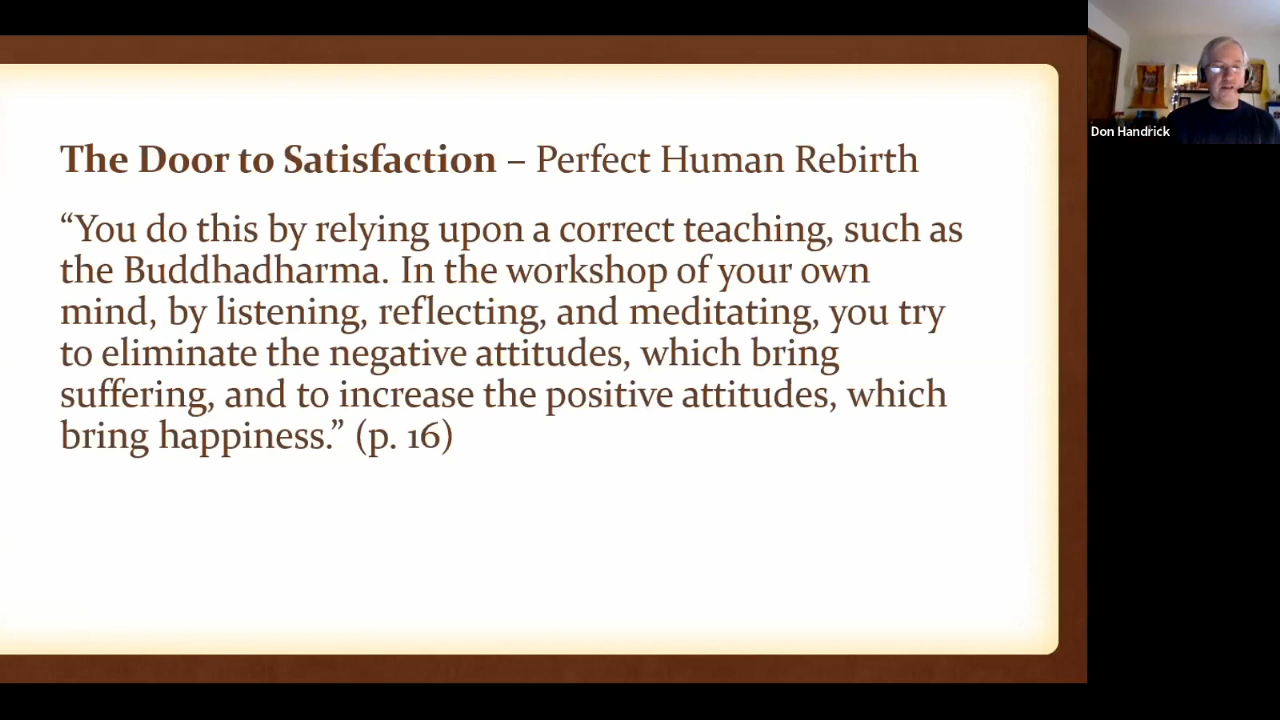 The Door to Satisfaction – Perfect Human Rebirth
“You do this by relying upon a correct teaching, such as
the Buddhadharma. In the workshop of your own
mind, by listening, reflecting, and meditating, you try
to eliminate the negative attitudes, which bring
suffering, and to increase the positive attitudes, which
bring happiness.” (p. 16)
Don Handrick